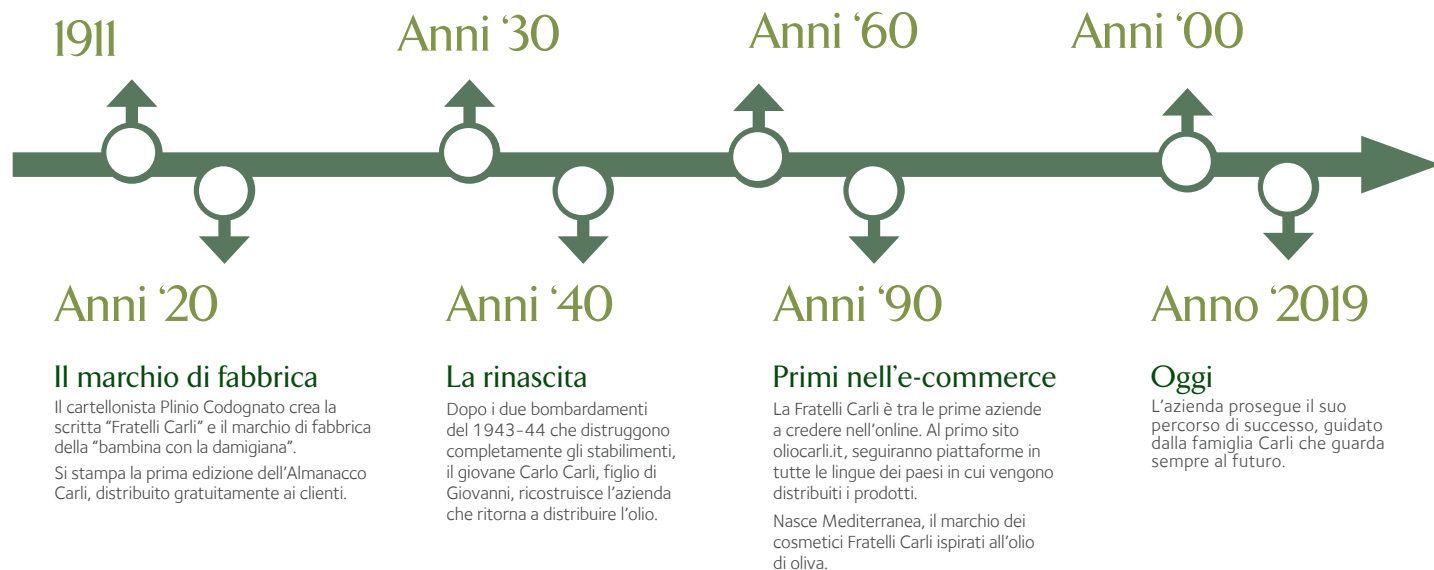 1911
Anni ‘30
Anni ‘60
Anni ‘00
Anni ‘20
Il marchio di fabbrica
Il cartellonista Plinio Codognato crea la
scritta “Fratelli Carli” e il marchio di fabbrica
della “bambina con la damigiana”.
Si stampa la prima edizione dell’Almanacco
Carli, distribuito gratuitamente ai clienti.
Anni ‘40
La rinascita
Dopo i due bombardamenti
del 1943-44 che distruggono
completamente gli stabilimenti,
il giovane Carlo Carli, figlio di
Giovanni, ricostruisce l’azienda
che ritorna a distribuire l’olio.
Anni ‘90
Primi nell’e-commerce
La Fratelli Carli è tra le prime aziende
a credere nell’online. Al primo sito
oliocarli.it, seguiranno piattaforme in
tutte le lingue dei paesi in cui vengono
distribuiti i prodotti.
Nasce Mediterranea, il marchio dei
cosmetici Fratelli Carli ispirati all’olio
di oliva.
Anno ‘2019
Oggi
L’azienda prosegue il suo
percorso di successo, guidato
dalla famiglia Carli che guarda
sempre al futuro.